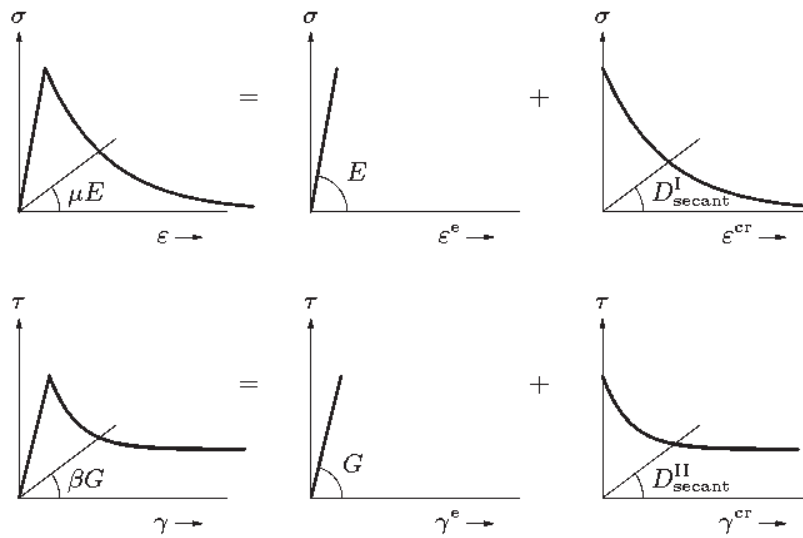 σ σ σ
= +
μE E D^I_secant
ε → ε^e → ε^cr →
τ τ τ
= +
βG G D^II_secant
γ → γ^e → γ^cr →